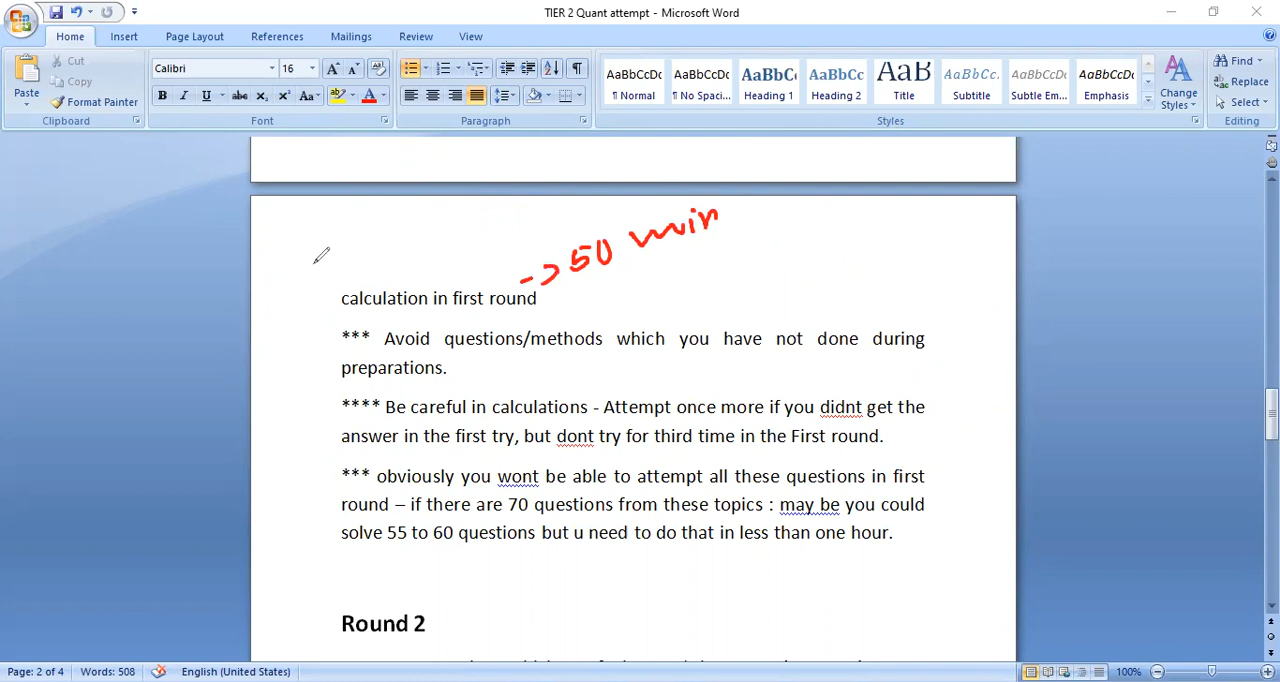 TIER 2 Quant attempt - Microsoft Word
Home Insert Page Layout References Mailings Review View
Paste
Cut
Copy
Format Painter
Clipboard
Calibri 16
Font
Paragraph
AaBbCcDc AaBbCcDc AaBbC AaBbCc AaB AaBbCc. AaBbCcDc AaBbCcDc
¶ Normal ¶ No Spaci... Heading 1 Heading 2 Title Subtitle Subtle Em... Emphasis
Change Styles
Styles
Find
Replace
Select
Editing
-> 50 min
calculation in first round
*** Avoid questions/methods which you have not done during
preparations.
**** Be careful in calculations - Attempt once more if you didnt get the
answer in the first try, but dont try for third time in the First round.
*** obviously you wont be able to attempt all these questions in first
round – if there are 70 questions from these topics : may be you could
solve 55 to 60 questions but u need to do that in less than one hour.
Round 2
Page: 2 of 4 Words: 508 English (United States) 100%